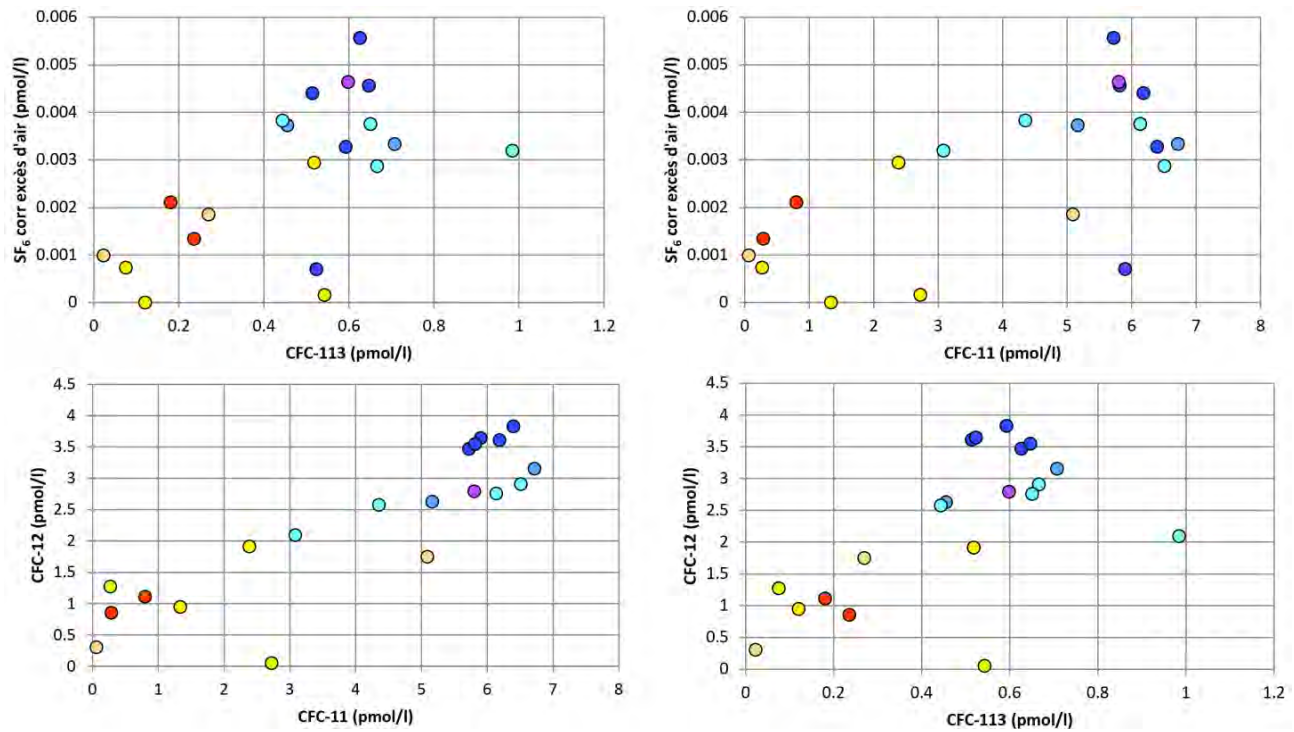 0.006
0.005
0.004
0.003
0.002
0.001
0
SF6 corr excès d'air (pmol/l)
0 0.2 0.4 0.6 0.8 1 1.2
CFC-113 (pmol/l)
0.006
0.005
0.004
0.003
0.002
0.001
0
SF6 corr excès d'air (pmol/l)
0 1 2 3 4 5 6 7 8
CFC-11 (pmol/l)
4.5
4
3.5
3
2.5
2
1.5
1
0.5
0
CFC-12 (pmol/l)
0 1 2 3 4 5 6 7 8
CFC-11 (pmol/l)
4.5
4
3.5
3
2.5
2
1.5
1
0.5
0
CFC-12 (pmol/l)
0 0.2 0.4 0.6 0.8 1 1.2
CFC-113 (pmol/l)